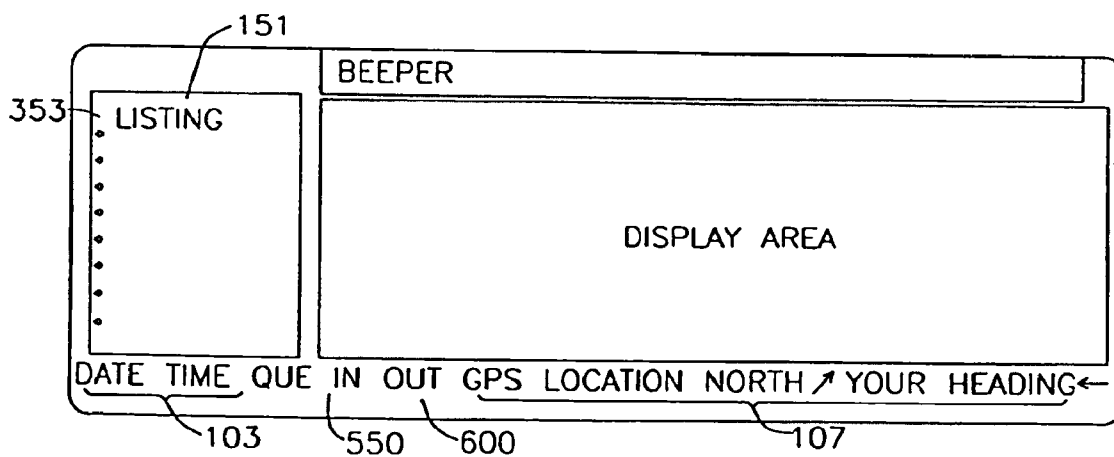 151
BEEPER
353 LISTING
DISPLAY AREA
DATE TIME QUE IN OUT GPS LOCATION NORTH ↗ YOUR HEADING ←
103 550 600 107